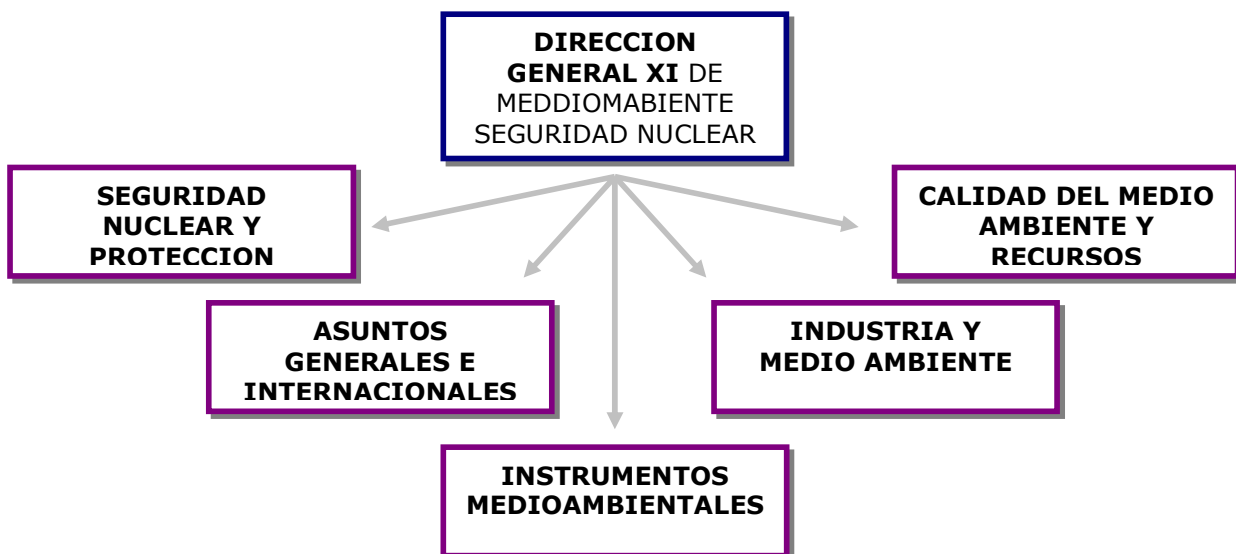 DIRECCION
GENERAL XI DE
MEDDIOMABIENTE
SEGURIDAD NUCLEAR
SEGURIDAD
NUCLEAR Y
PROTECCION
CALIDAD DEL MEDIO
AMBIENTE Y
RECURSOS
ASUNTOS
GENERALES E
INTERNACIONALES
INDUSTRIA Y
MEDIO AMBIENTE
INSTRUMENTOS
MEDIOAMBIENTALES